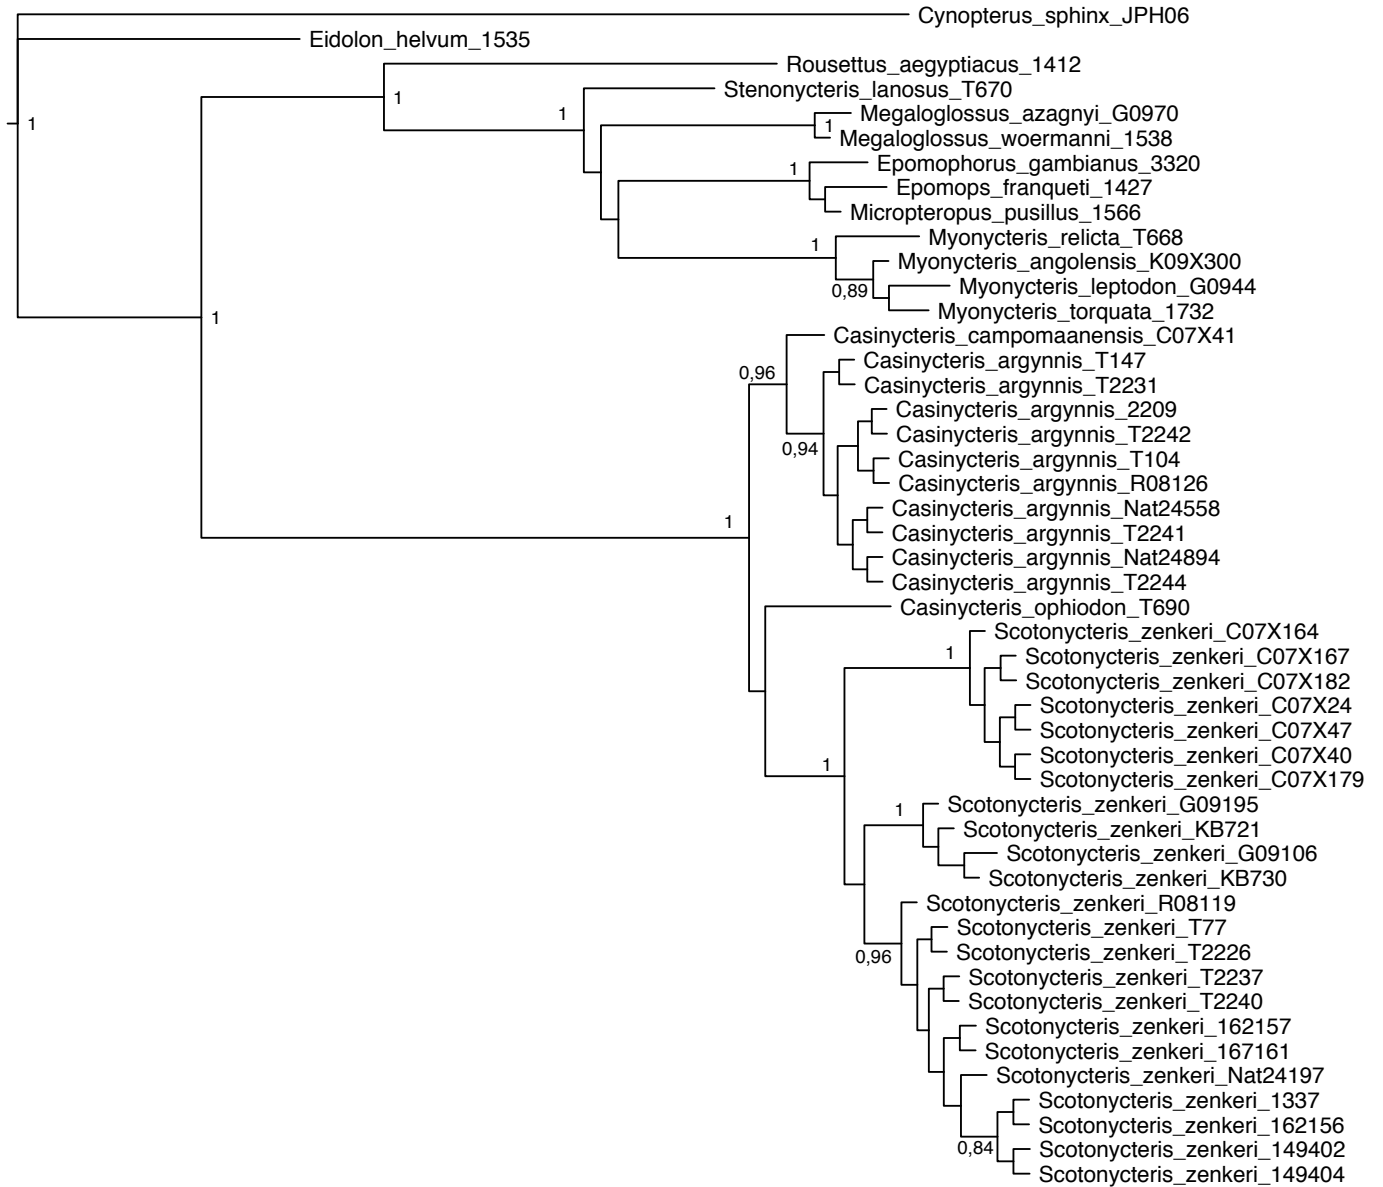 Cynopterus_sphinx_JPH06
Eidolon_helvum_1535
Rousettus_aegyptiacus_1412
Stenonycteris_lanosus_T670
1
1
Megaloglossus_azagnyi_G0970
1
1
Megaloglossus_woermanni_1538
Epomophorus_gambianus_3320
1
Epomops_franqueti_1427
Micropteropus_pusillus_1566
Myonycteris_relicta_T668
1
Myonycteris_angolensis_K09X300
Myonycteris_leptodon_G0944
0,89
Myonycteris_torquata_1732
1
Casinycteris_campomaanensis_C07X41
Casinycteris_argynnis_T147
0,96
Casinycteris_argynnis_T2231
Casinycteris_argynnis_2209
Casinycteris_argynnis_T2242
0,94
Casinycteris_argynnis_T104
Casinycteris_argynnis_R08126
Casinycteris_argynnis_Nat24558
1
Casinycteris_argynnis_T2241
Casinycteris_argynnis_Nat24894
Casinycteris_argynnis_T2244
Casinycteris_ophiodon_T690
Scotonycteris_zenkeri_C07X164
1
Scotonycteris_zenkeri_C07X167
Scotonycteris_zenkeri_C07X182
Scotonycteris_zenkeri_C07X24
Scotonycteris_zenkeri_C07X47
Scotonycteris_zenkeri_C07X40
1
Scotonycteris_zenkeri_C07X179
Scotonycteris_zenkeri_G09195
1
Scotonycteris_zenkeri_KB721
Scotonycteris_zenkeri_G09106
Scotonycteris_zenkeri_KB730
Scotonycteris_zenkeri_R08119
Scotonycteris_zenkeri_T77
Scotonycteris_zenkeri_T2226
0,96
Scotonycteris_zenkeri_T2237
Scotonycteris_zenkeri_T2240
Scotonycteris_zenkeri_162157
Scotonycteris_zenkeri_167161
Scotonycteris_zenkeri_Nat24197
Scotonycteris_zenkeri_1337
Scotonycteris_zenkeri_162156
0,84
Scotonycteris_zenkeri_149402
Scotonycteris_zenkeri_149404